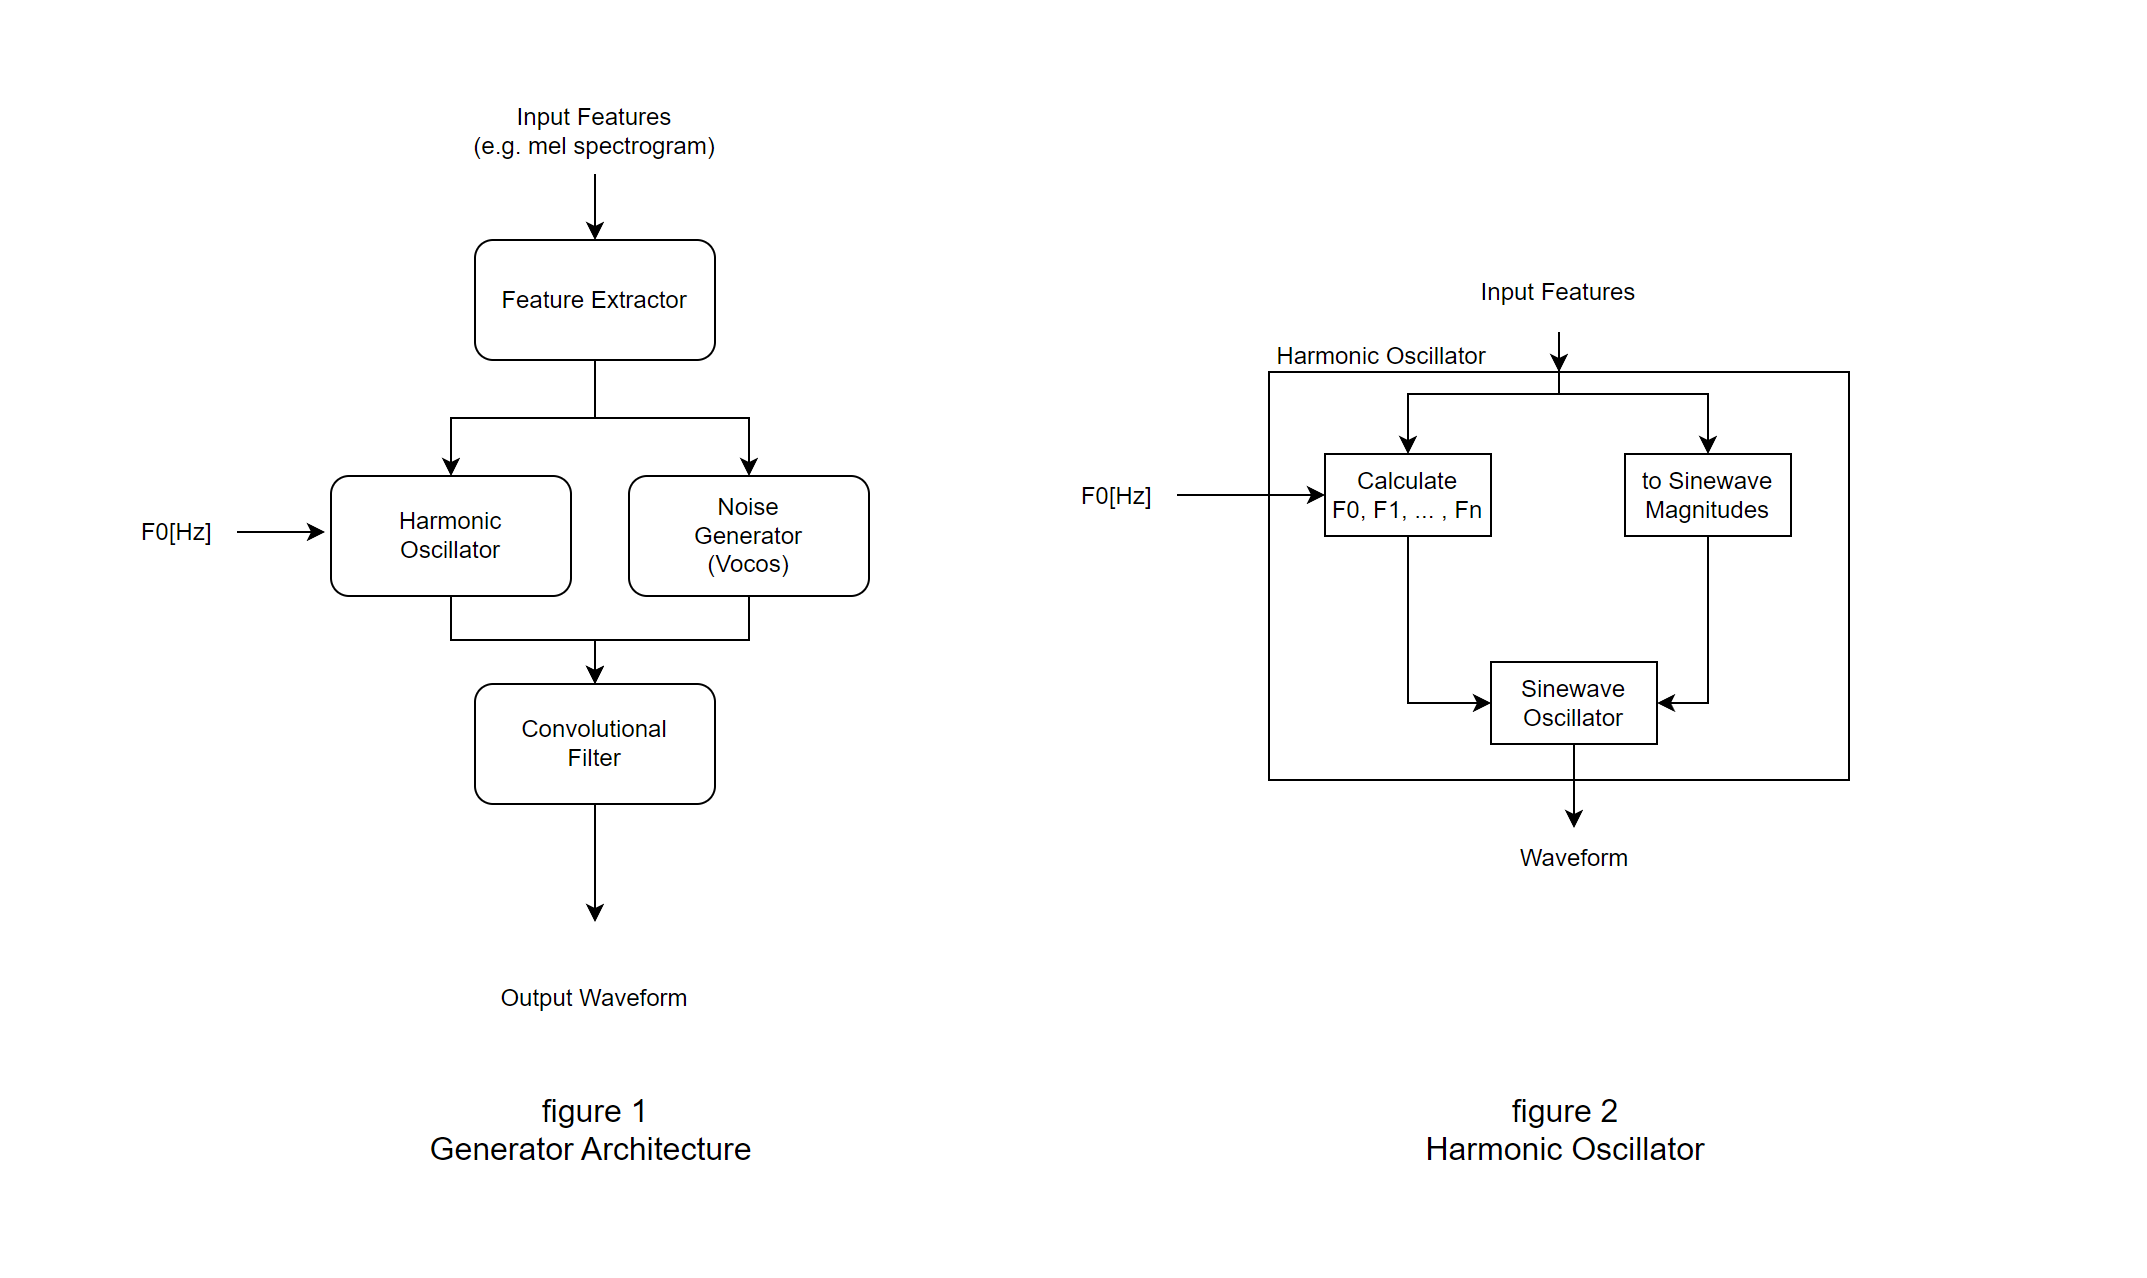 Input Features
(e.g. mel spectrogram)
Feature Extractor
F0[Hz]
Harmonic
Oscillator
Noise
Generator
(Vocos)
Convolutional
Filter
Output Waveform
figure 1
Generator Architecture
Input Features
Harmonic Oscillator
F0[Hz]
Calculate
F0, F1, ... , Fn
to Sinewave
Magnitudes
Sinewave
Oscillator
Waveform
figure 2
Harmonic Oscillator